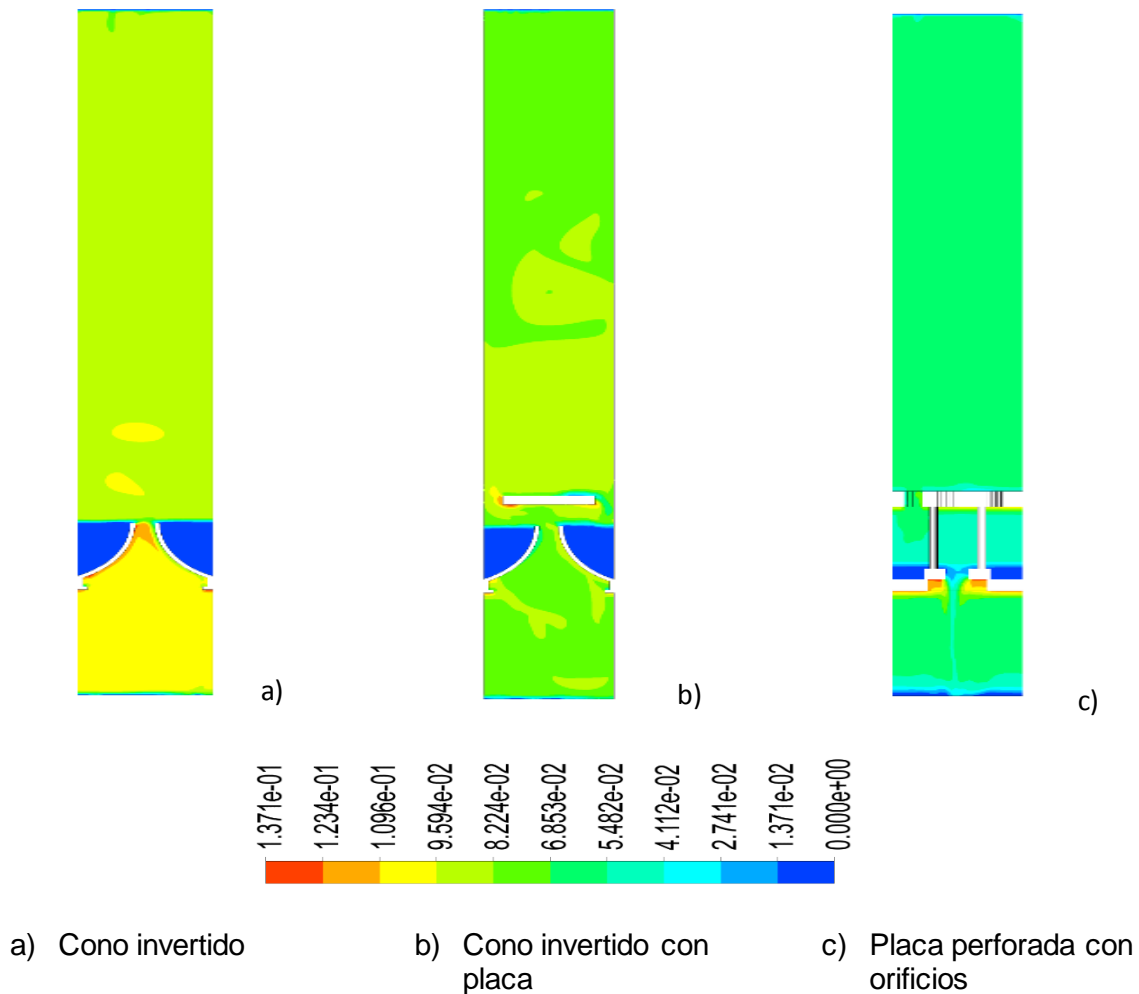 a)
b)
c)
1.371e-01
1.234e-01
1.096e-01
9.594e-02
8.224e-02
6.853e-02
5.482e-02
4.112e-02
2.741e-02
1.371e-02
0.000e+00
a) Cono invertido
b) Cono invertido con
placa
c) Placa perforada con
orificios